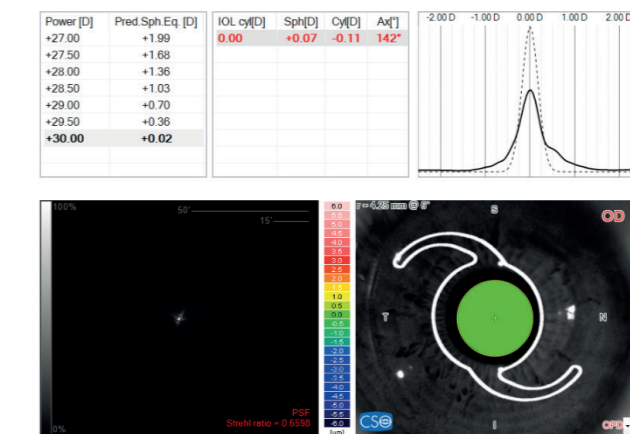 Power [D] Pred.Sph.Eq. [D]
+27.00 +1.99
+27.50 +1.68
+28.00 +1.36
+28.50 +1.03
+29.00 +0.70
+29.50 +0.36
+30.00 +0.02
IOL cyl[D] Sph[D] Cyl[D] Ax[°]
0.00 +0.07 -0.11 142°
-2.00 D -1.00 D 0.00 D 1.00 D 2.0
100%
50'
15'
PSF
Strehl ratio = 0.6598
0%
6.0
5.5
5.0
4.5
4.0
3.5
3.0
2.5
2.0
1.5
1.0
0.5
0.0
-0.5
-1.0
-1.5
-2.0
-2.5
-3.0
-3.5
-4.0
-4.5
-5.0
-5.5
-6.0
[um]
r=4.25 mm @ 8°
S
OD
T
N
I
CSO
OPD